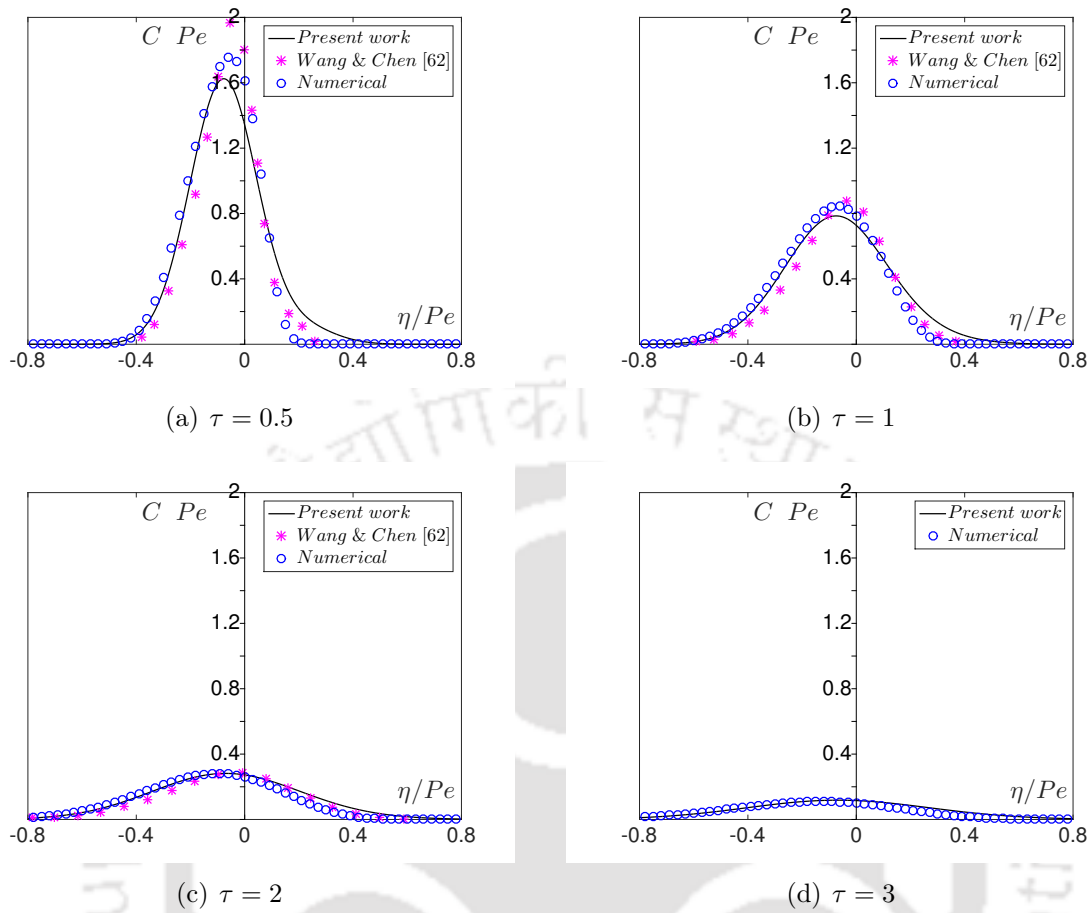 C Pe
2
1.6
1.2
0.8
0.4
-0.8 -0.4 0 0.4 0.8
η/Pe
Present work
Wang & Chen [62]
Numerical
(a) τ = 0.5
C Pe
2
1.6
1.2
0.8
0.4
-0.8 -0.4 0 0.4 0.8
η/Pe
Present work
Wang & Chen [62]
Numerical
(b) τ = 1
C Pe
2
1.6
1.2
0.8
0.4
-0.8 -0.4 0 0.4 0.8
η/Pe
Present work
Wang & Chen [62]
Numerical
(c) τ = 2
C Pe
2
1.6
1.2
0.8
0.4
-0.8 -0.4 0 0.4 0.8
η/Pe
Present work
Numerical
(d) τ = 3